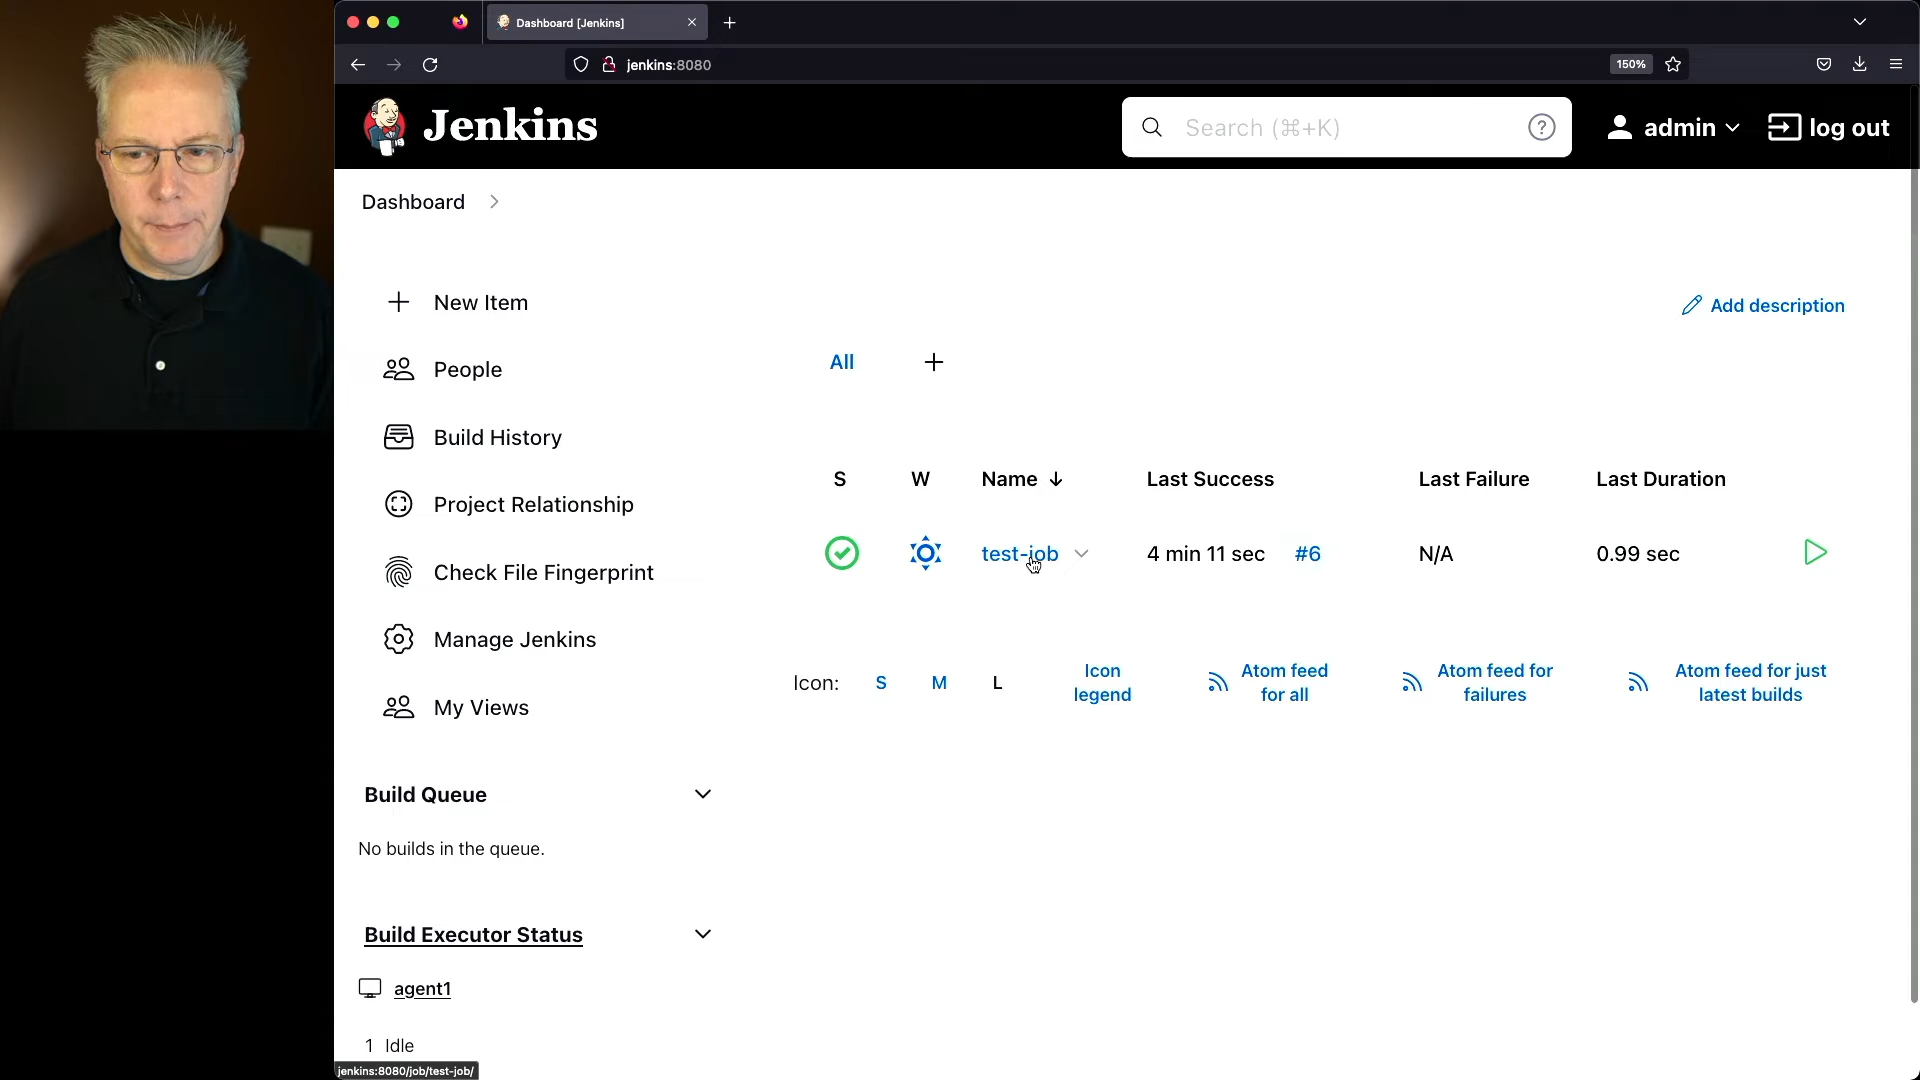 Dashboard [Jenkins]
jenkins:8080
150%
Jenkins
Search (⌘+K)
admin
log out
Dashboard
New Item
Add description
People
All
Build History
S W Name ↓ Last Success Last Failure Last Duration
Project Relationship
test-job 4 min 11 sec #6 N/A 0.99 sec
Check File Fingerprint
Manage Jenkins
Icon: S M L
Icon
legend
Atom feed
for all
Atom feed for
failures
Atom feed for just
latest builds
My Views
Build Queue
No builds in the queue.
Build Executor Status
agent1
1 Idle
jenkins:8080/job/test-job/